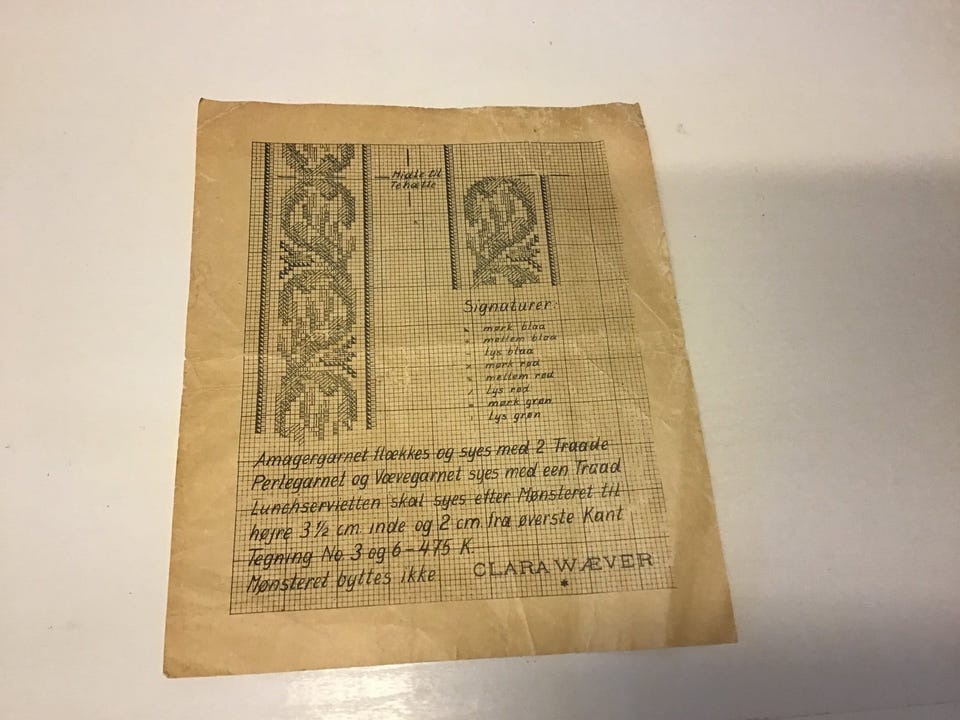 Midte til
Tehætte
Signaturer:
mørk blaa
mellem blaa
lys blaa
mørk rød
mellem rød
lys rød
mørk grøn
lys grøn
Amagergarnet flækkes og syes med 2 Traade
Perlegarnet og Vævegarnet syes med een Traad
Lunchservietten skal syes efter Mønsteret til
højre 3½ cm inde og 2 cm fra øverste Kant
Tegning No 3 og 6-475 K.
Mønsteret byttes ikke
CLARA WÆVER